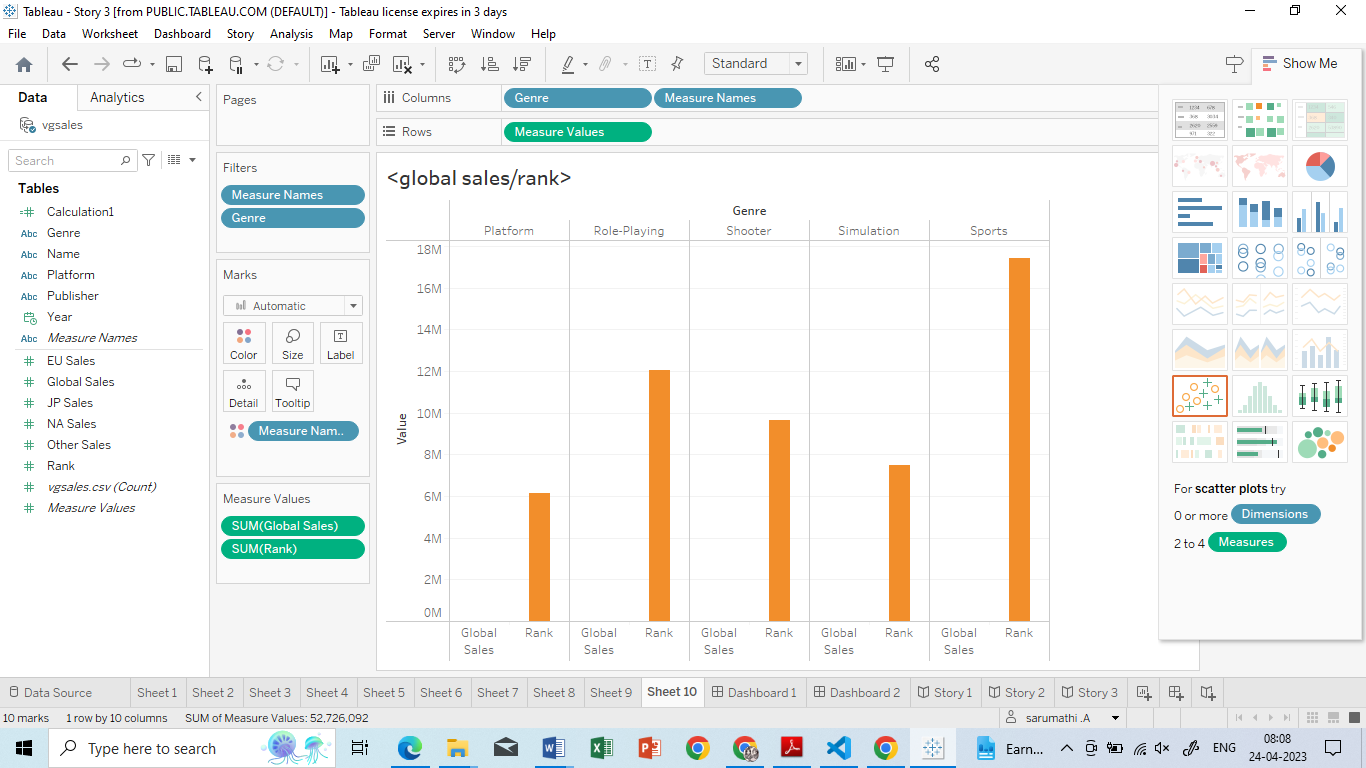 Tableau - Story 3 [from PUBLIC.TABLEAU.COM (DEFAULT)] - Tableau license expires in 3 days
File Data Worksheet Dashboard Story Analysis Map Format Server Window Help
Standard
Show Me
Data Analytics
vgsales
Search
Tables
Calculation1
Abc Genre
Abc Name
Abc Platform
Abc Publisher
Year
Abc Measure Names
EU Sales
Global Sales
JP Sales
NA Sales
Other Sales
Rank
vgsales.csv (Count)
Measure Values
Pages
Filters
Measure Names
Genre
Marks
Automatic
Color Size Label
Detail Tooltip
Measure Nam..
Measure Values
SUM(Global Sales)
SUM(Rank)
Columns Genre Measure Names
Rows Measure Values
<global sales/rank>
Genre
Platform Role-Playing Shooter Simulation Sports
18M
16M
14M
12M
10M
8M
6M
4M
2M
0M
Value
Global Sales Rank Global Sales Rank Global Sales Rank Global Sales Rank Global Sales Rank
For scatter plots try
0 or more Dimensions
2 to 4 Measures
Data Source Sheet 1 Sheet 2 Sheet 3 Sheet 4 Sheet 5 Sheet 6 Sheet 7 Sheet 8 Sheet 9 Sheet 10 Dashboard 1 Dashboard 2 Story 1 Story 2 Story 3
10 marks 1 row by 10 columns SUM of Measure Values: 52,726,092 sarumathi .A
Type here to search Earn... ENG 08:08
24-04-2023